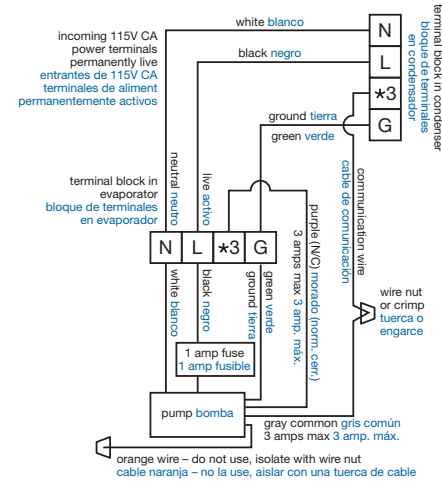 white blanco
black negro
incoming 115V CA
power terminals
permanently live
entrantes de 115V CA
terminales de aliment
permanentemente activos
N
L
*3
G
terminal block in condenser
bloque de terminales
en condensador
ground tierra
green verde
neutral neutro
live activo
terminal block in
evaporator
bloque de terminales
en evaporador
N L *3 G
purple (N/C) morado (norm. cerr.)
3 amps max 3 amp. máx.
communication wire
cable de comunicación
white blanco
black negro
ground tierra
green verde
wire nut
or crimp
tuerca o
engarce
1 amp fuse
1 amp fusible
pump bomba
gray common gris común
3 amps max 3 amp. máx.
orange wire – do not use, isolate with wire nut
cable naranja – no la use, aislar con una tuerca de cable